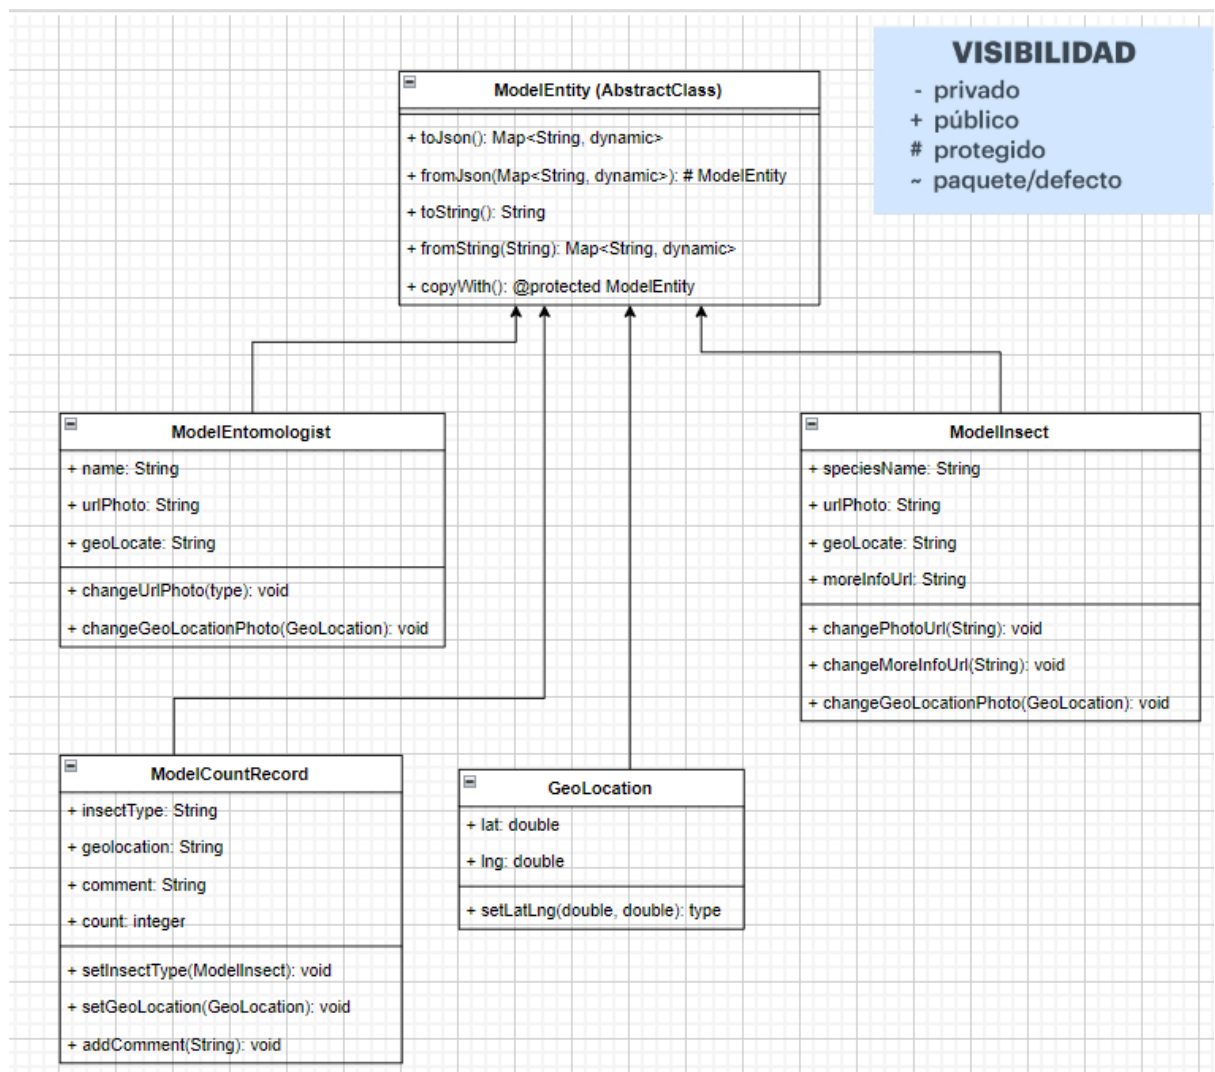 VISIBILIDAD
- privado
+ público
# protegido
~ paquete/defecto
ModelEntity (AbstractClass)
+ toJson(): Map<String, dynamic>
+ fromJson(Map<String, dynamic>): # ModelEntity
+ toString(): String
+ fromString(String): Map<String, dynamic>
+ copyWith(): @protected ModelEntity
ModelEntomologist
+ name: String
+ urlPhoto: String
+ geoLocate: String
+ changeUrlPhoto(type): void
+ changeGeoLocationPhoto(GeoLocation): void
ModelInsect
+ speciesName: String
+ urlPhoto: String
+ geoLocate: String
+ moreInfoUrl: String
+ changePhotoUrl(String): void
+ changeMoreInfoUrl(String): void
+ changeGeoLocationPhoto(GeoLocation): void
ModelCountRecord
+ insectType: String
+ geolocation: String
+ comment: String
+ count: integer
+ setInsectType(ModelInsect): void
+ setGeoLocation(GeoLocation): void
+ addComment(String): void
GeoLocation
+ lat: double
+ lng: double
+ setLatLng(double, double): type